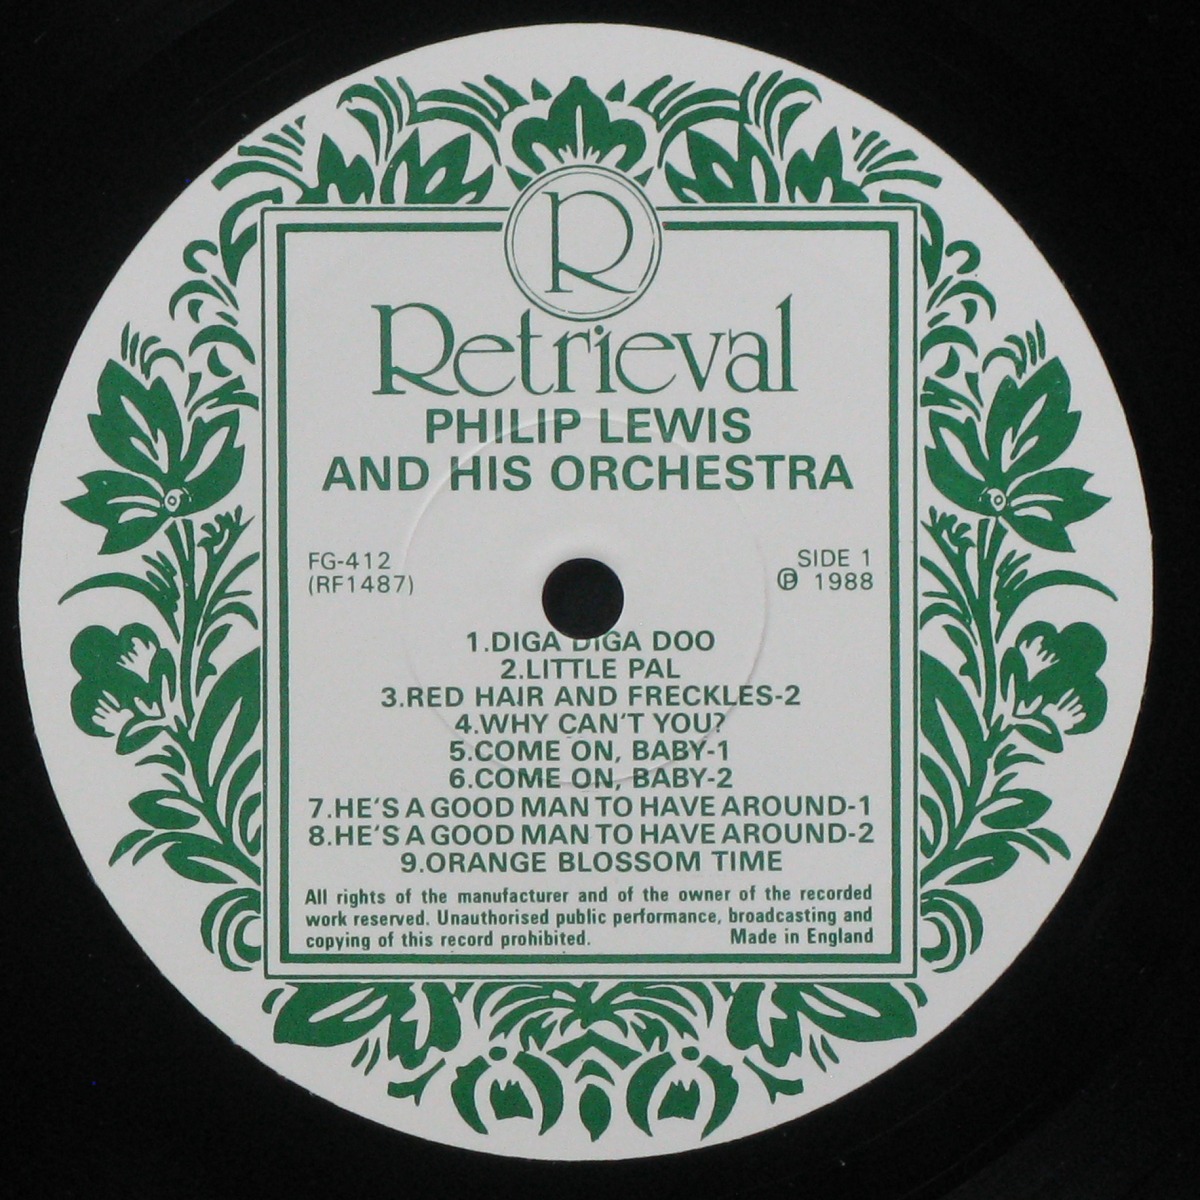 R
Retrieval
PHILIP LEWIS
AND HIS ORCHESTRA
FG-412
(RF1487)
SIDE 1
℗ 1988
1.DIGA DIGA DOO
2.LITTLE PAL
3.RED HAIR AND FRECKLES-2
4.WHY CAN'T YOU?
5.COME ON, BABY-1
6.COME ON, BABY-2
7.HE'S A GOOD MAN TO HAVE AROUND-1
8.HE'S A GOOD MAN TO HAVE AROUND-2
9.ORANGE BLOSSOM TIME
All rights of the manufacturer and of the owner of the recorded
work reserved. Unauthorised public performance, broadcasting and
copying of this record prohibited. Made in England